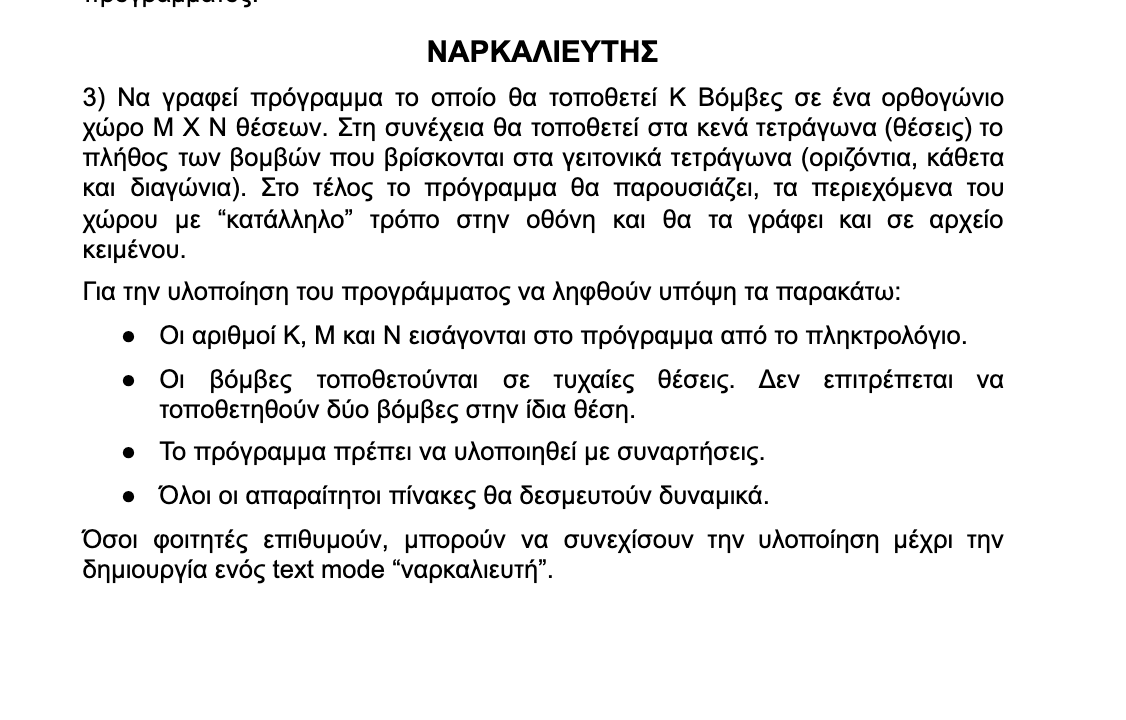 προγράμματος.
ΝΑΡΚΑΛΙΕΥΤΗΣ
3) Να γραφεί πρόγραμμα το οποίο θα τοποθετεί Κ Βόμβες σε ένα ορθογώνιο
χώρο Μ Χ Ν θέσεων. Στη συνέχεια θα τοποθετεί στα κενά τετράγωνα (θέσεις) το
πλήθος των βομβών που βρίσκονται στα γειτονικά τετράγωνα (οριζόντια, κάθετα
και διαγώνια). Στο τέλος το πρόγραμμα θα παρουσιάζει, τα περιεχόμενα του
χώρου με “κατάλληλο” τρόπο στην οθόνη και θα τα γράφει και σε αρχείο
κειμένου.
Για την υλοποίηση του προγράμματος να ληφθούν υπόψη τα παρακάτω:
● Οι αριθμοί Κ, Μ και Ν εισάγονται στο πρόγραμμα από το πληκτρολόγιο.
● Οι βόμβες τοποθετούνται σε τυχαίες θέσεις. Δεν επιτρέπεται να
τοποθετηθούν δύο βόμβες στην ίδια θέση.
● Το πρόγραμμα πρέπει να υλοποιηθεί με συναρτήσεις.
● Όλοι οι απαραίτητοι πίνακες θα δεσμευτούν δυναμικά.
Όσοι φοιτητές επιθυμούν, μπορούν να συνεχίσουν την υλοποίηση μέχρι την
δημιουργία ενός text mode “ναρκαλιευτή”.